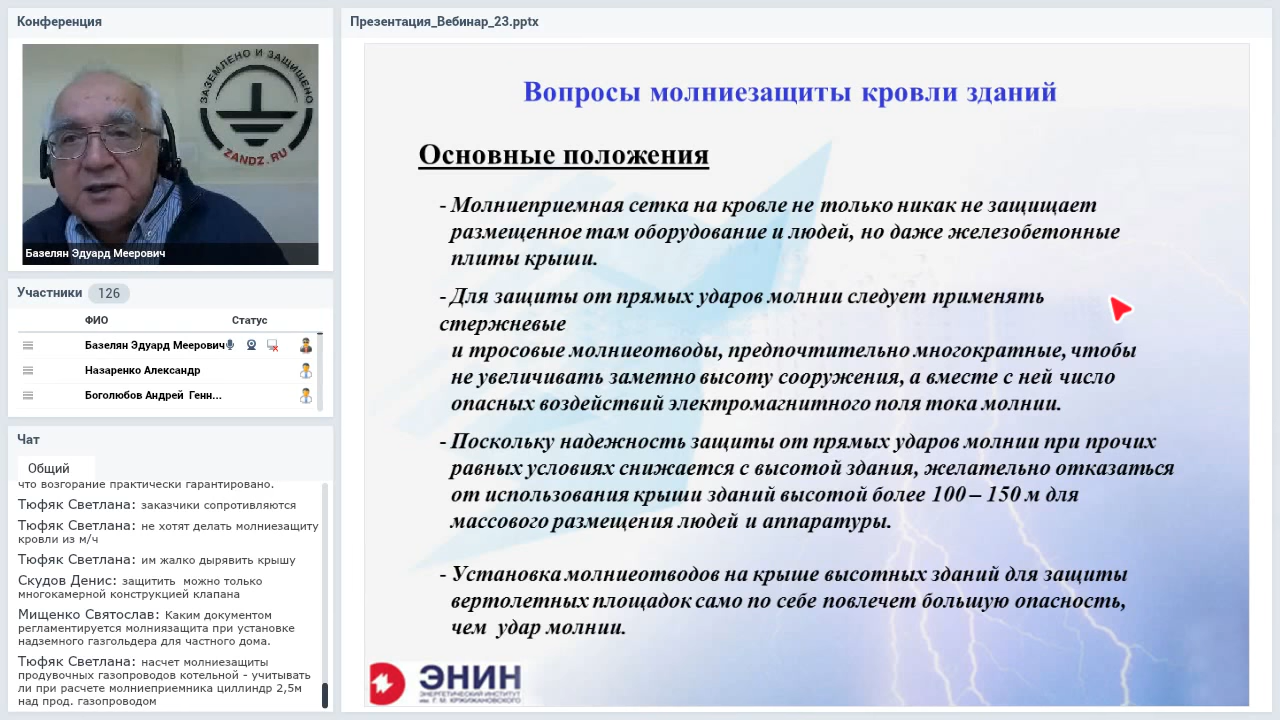 Конференция
ЗАЗЕМЛЕНО И ЗАЩИЩЕНО
ZANDZ.RU
Базелян Эдуард Меерович
Участники 126
ФИО Статус
Базелян Эдуард Меерович
Назаренко Александр
Боголюбов Андрей Генн...
Чат
Общий
что возгорание практически гарантировано.
Тюфяк Светлана: заказчики сопротивляются
Тюфяк Светлана: не хотят делать молниезащиту
кровли из м/ч
Тюфяк Светлана: им жалко дырявить крышу
Скудов Денис: защитить можно только
многокамерной конструкцией клапана
Мищенко Святослав: Каким документом
регламентируется молниязащита при установке
надземного газгольдера для частного дома.
Тюфяк Светлана: насчет молниезащиты
продувочных газопроводов котельной - учитывать
ли при расчете молниеприемника циллиндр 2,5м
над прод. газопроводом
Презентация_Вебинар_23.pptx
Вопросы молниезащиты кровли зданий
Основные положения
- Молниеприемная сетка на кровле не только никак не защищает
размещенное там оборудование и людей, но даже железобетонные
плиты крыши.
- Для защиты от прямых ударов молнии следует применять
стержневые
и тросовые молниеотводы, предпочтительно многократные, чтобы
не увеличивать заметно высоту сооружения, а вместе с ней число
опасных воздействий электромагнитного поля тока молнии.
- Поскольку надежность защиты от прямых ударов молнии при прочих
равных условиях снижается с высотой здания, желательно отказаться
от использования крыши зданий высотой более 100 – 150 м для
массового размещения людей и аппаратуры.
- Установка молниеотводов на крыше высотных зданий для защиты
вертолетных площадок само по себе повлечет большую опасность,
чем удар молнии.
ЭНИН
ЭНЕРГЕТИЧЕСКИЙ ИНСТИТУТ
им. Г. М. КРЖИЖАНОВСКОГО